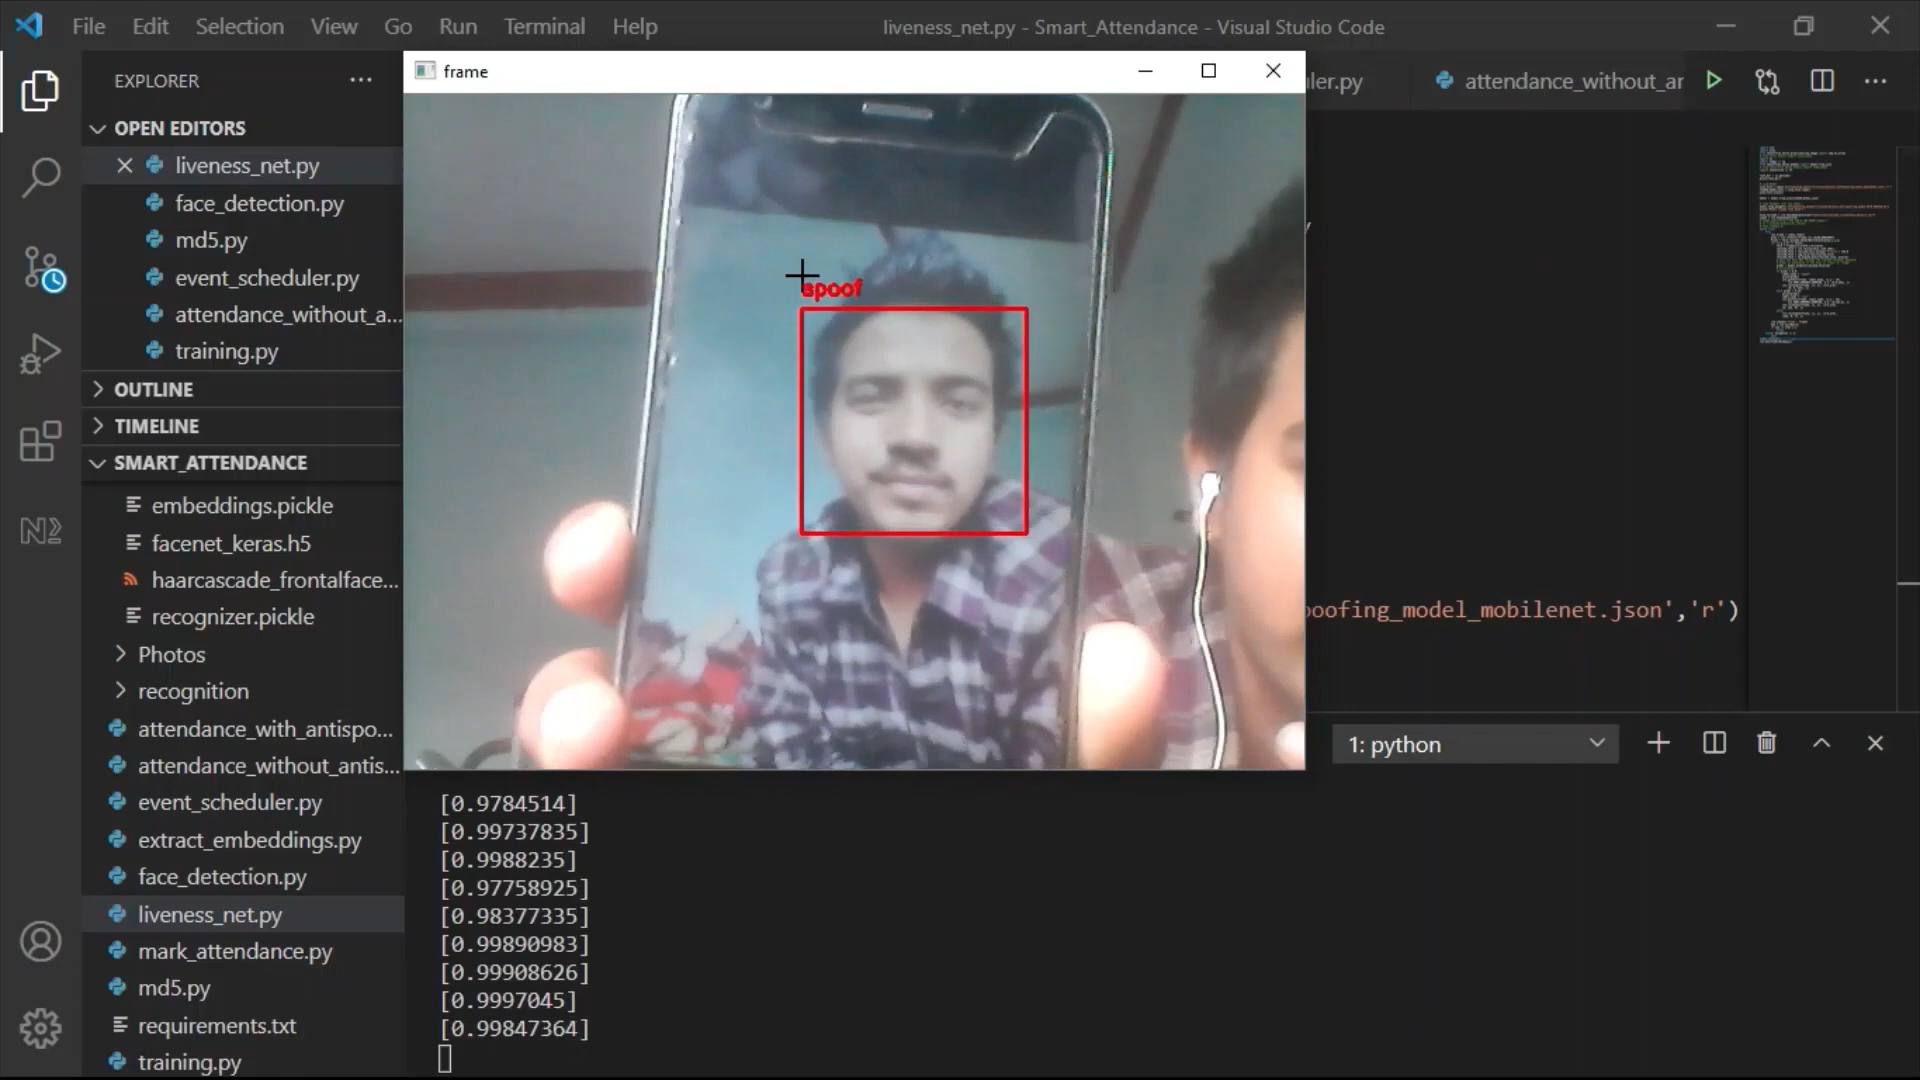 File Edit Selection View Go Run Terminal Help
liveness_net.py - Smart_Attendance - Visual Studio Code
EXPLORER
OPEN EDITORS
liveness_net.py
face_detection.py
md5.py
event_scheduler.py
attendance_without_a...
training.py
OUTLINE
TIMELINE
SMART_ATTENDANCE
embeddings.pickle
facenet_keras.h5
haarcascade_frontalface...
recognizer.pickle
Photos
recognition
attendance_with_antispo...
attendance_without_antis...
event_scheduler.py
extract_embeddings.py
face_detection.py
liveness_net.py
mark_attendance.py
md5.py
requirements.txt
training.py
frame
spoof
ler.py
attendance_without_ar
oofing_model_mobilenet.json','r')
1: python
[0.9784514]
[0.99737835]
[0.9988235]
[0.97758925]
[0.98377335]
[0.99890983]
[0.99908626]
[0.9997045]
[0.99847364]